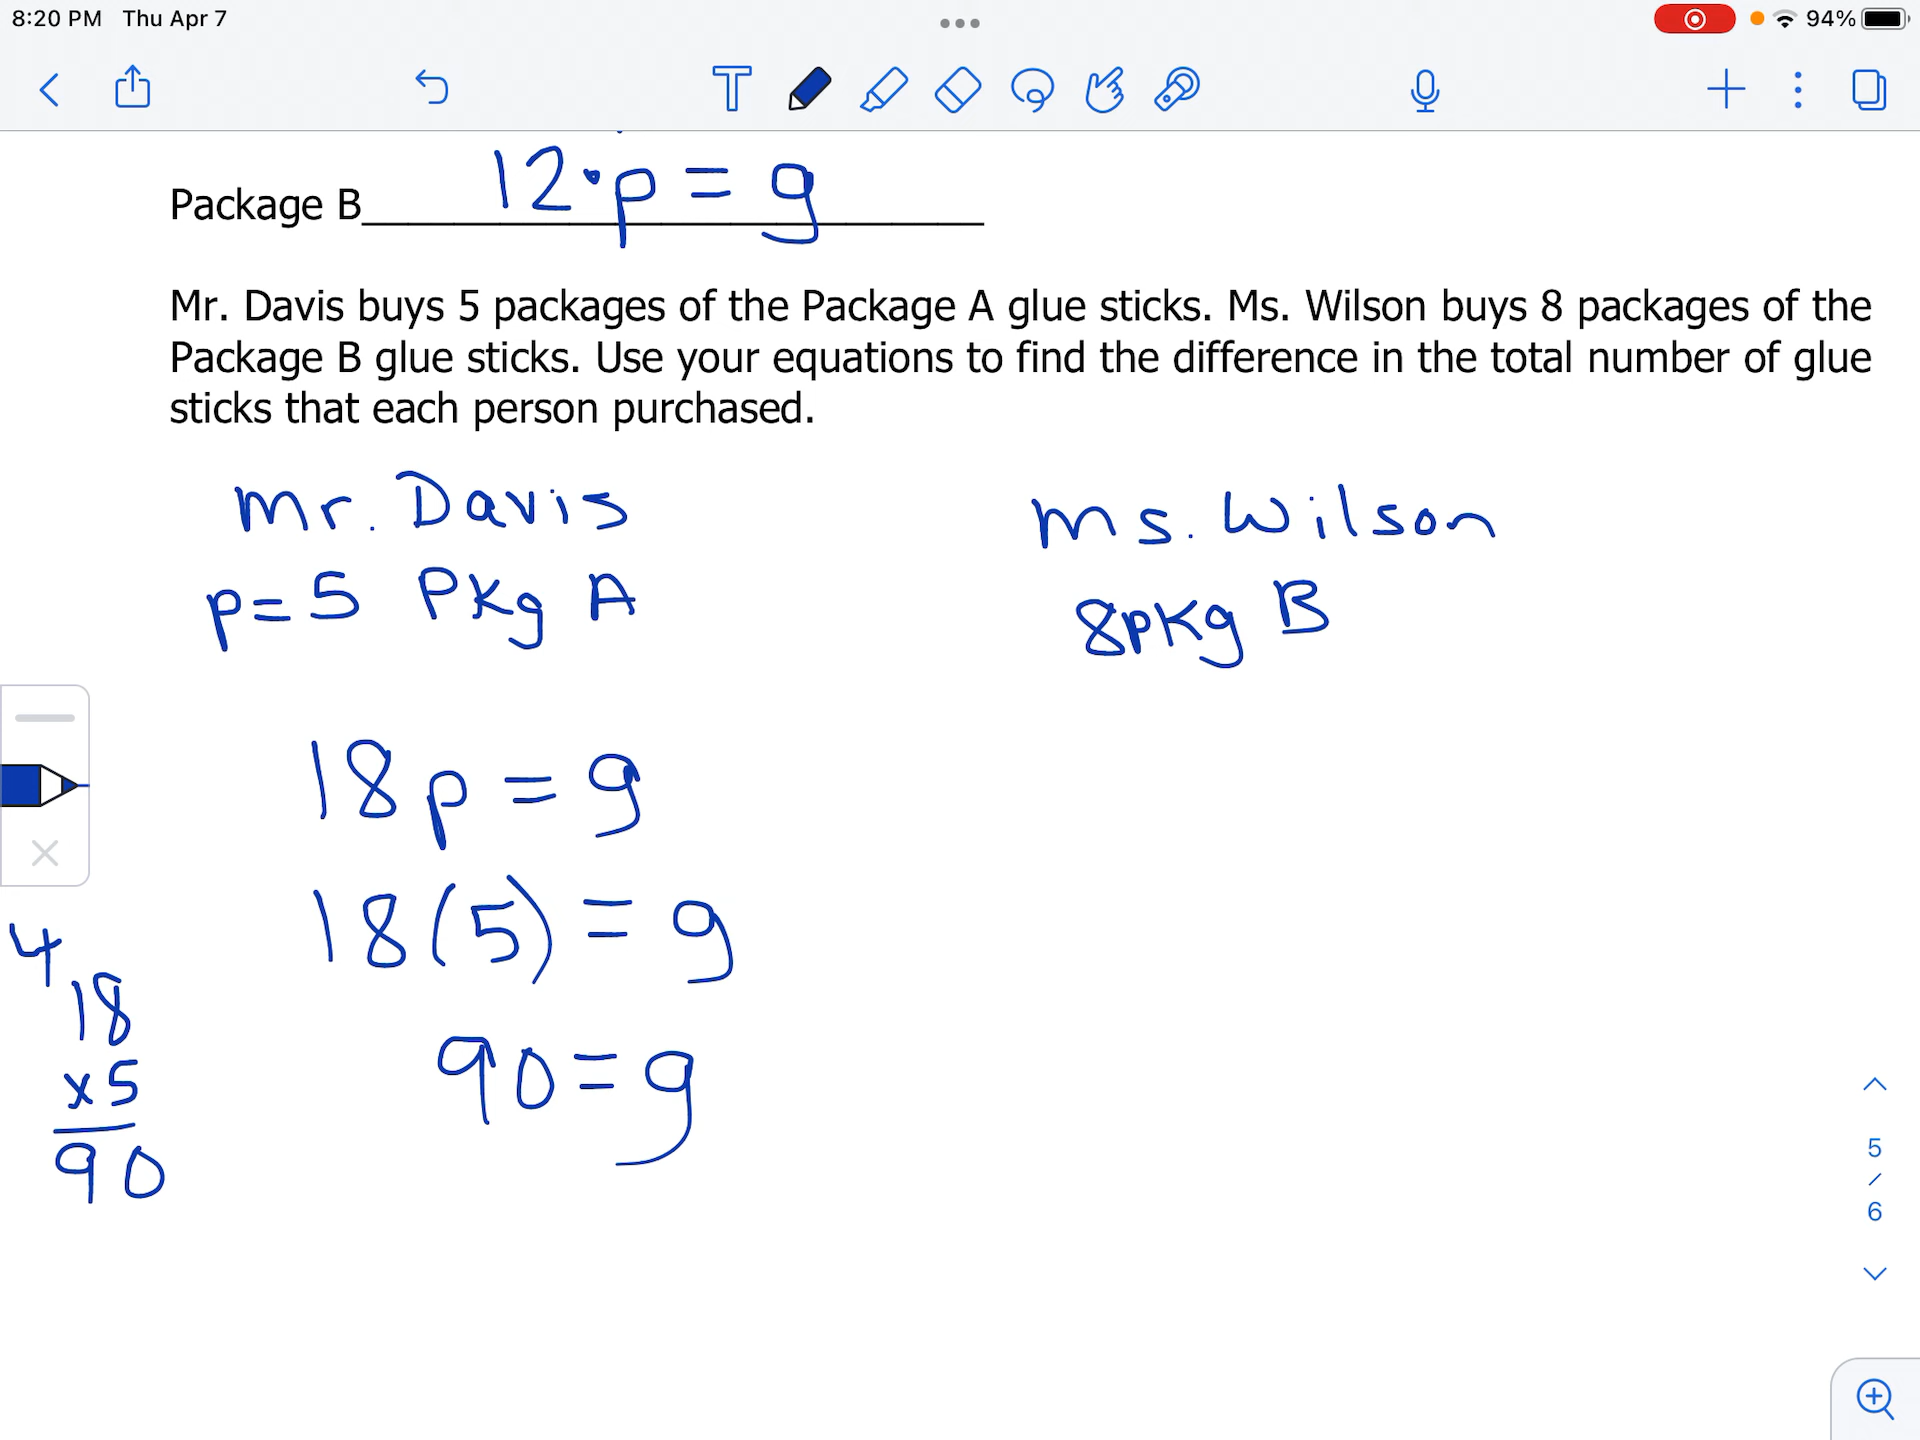 8:20 PM Thu Apr 7
94%
Package B 12·p = g
Mr. Davis buys 5 packages of the Package A glue sticks. Ms. Wilson buys 8 packages of the
Package B glue sticks. Use your equations to find the difference in the total number of glue
sticks that each person purchased.
Mr. Davis
p=5 Pkg A
Ms. Wilson
8pkg B
18p = g
18(5) = g
90=g
4
18
x5
90
5
/
6